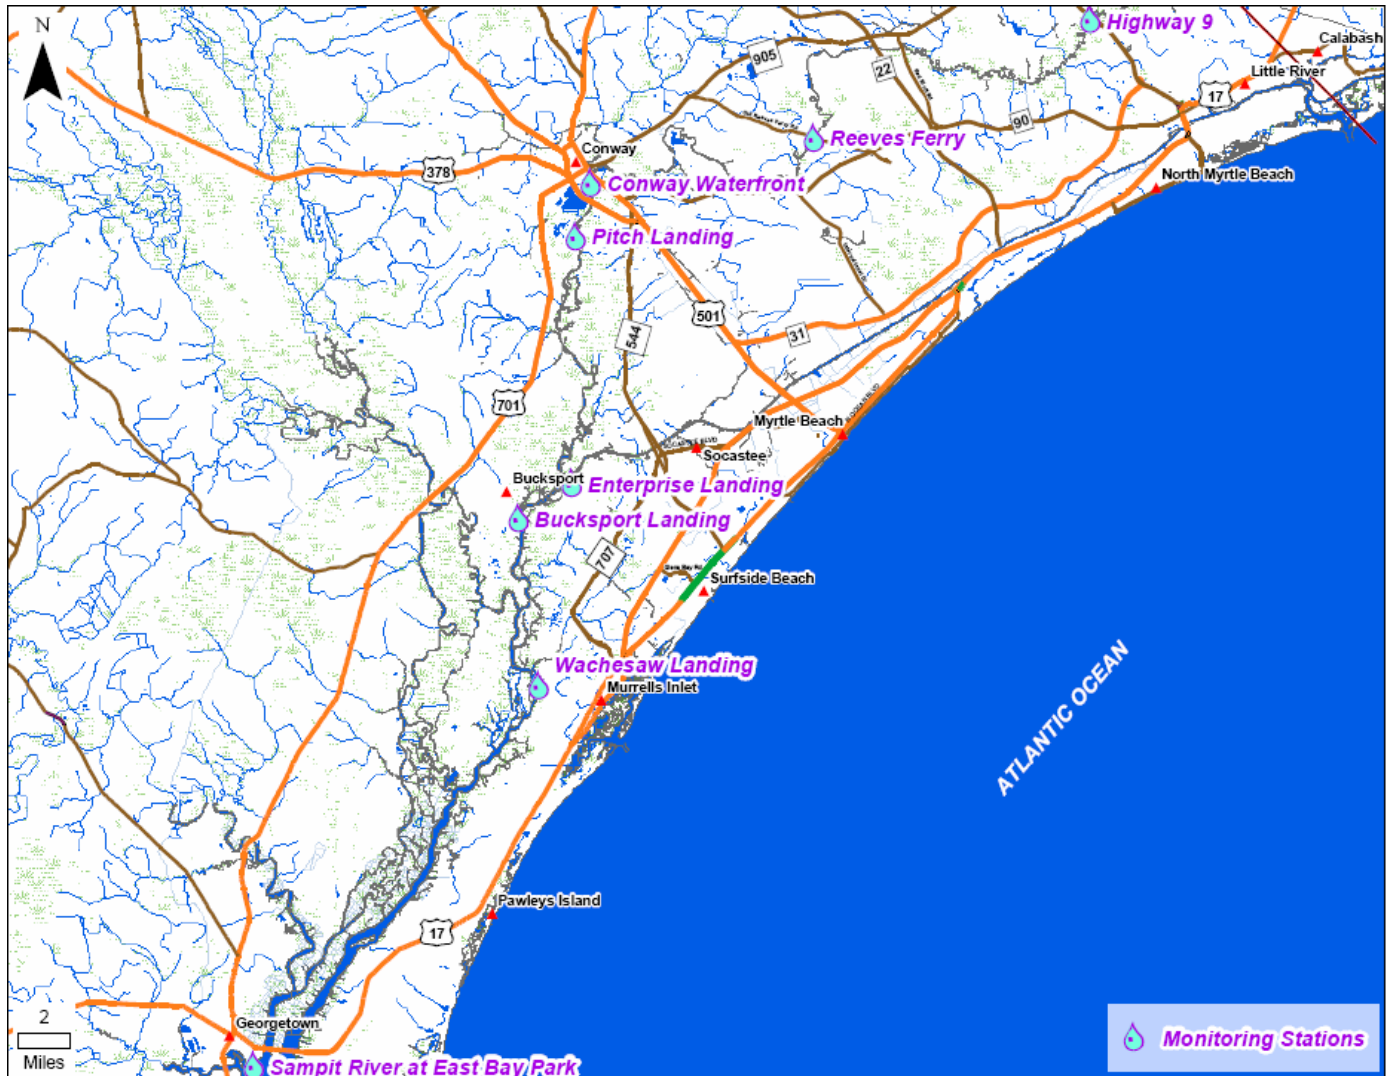 N
Highway 9
Calabash
905
22
Little River
17
90
Reeves Ferry
Conway
378
Conway Waterfront
North Myrtle Beach
Pitch Landing
501
31
544
701
Myrtle Beach
SOCASTEE BLVD
Socastee
Bucksport
Enterprise Landing
Bucksport Landing
707
Surfside Beach
Wachesaw Landing
Murrells Inlet
ATLANTIC OCEAN
Pawleys Island
17
2
Miles
Georgetown
Sampit River at East Bay Park
Monitoring Stations